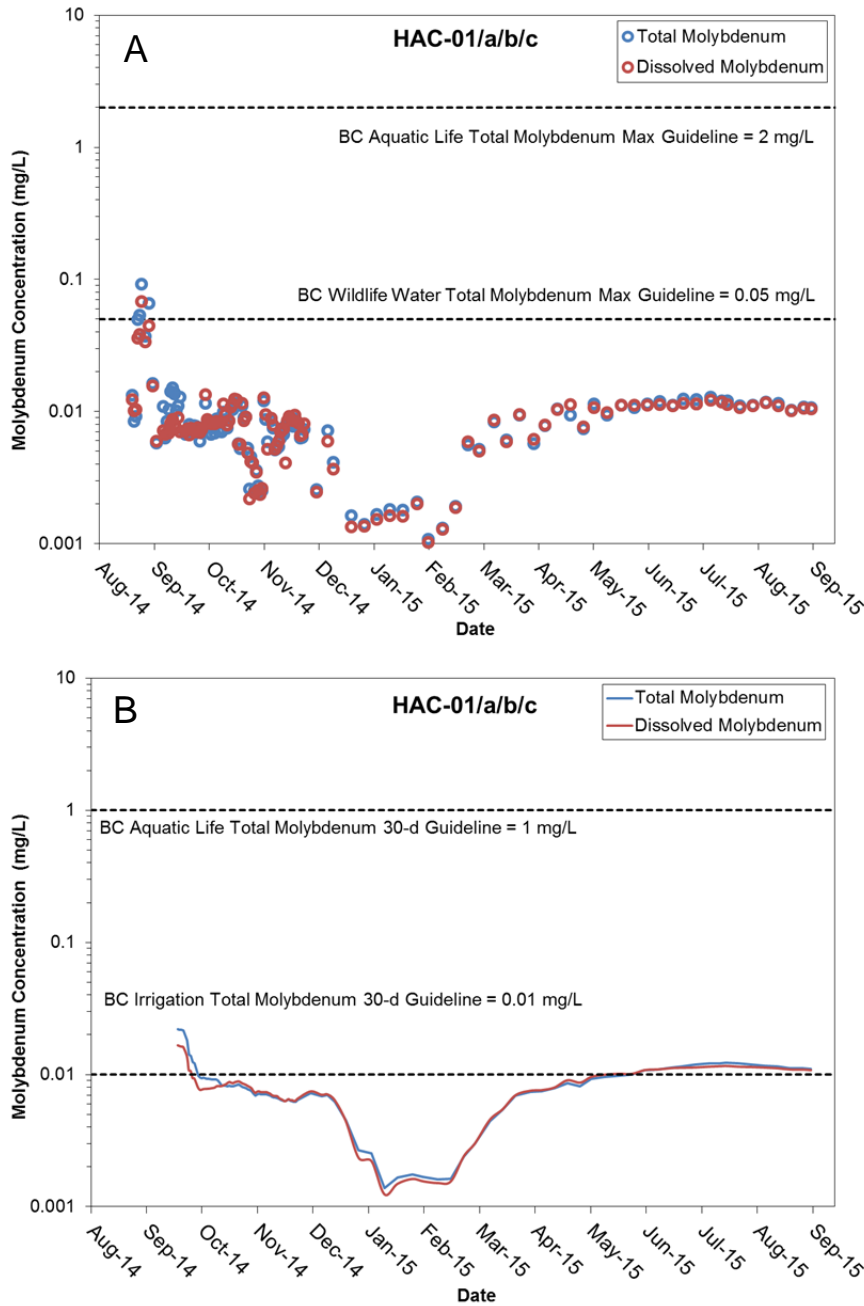 A
HAC-01/a/b/c
Total Molybdenum
Dissolved Molybdenum
BC Aquatic Life Total Molybdenum Max Guideline = 2 mg/L
BC Wildlife Water Total Molybdenum Max Guideline = 0.05 mg/L
Molybdenum Concentration (mg/L)
10
1
0.1
0.01
0.001
Aug-14
Sep-14
Oct-14
Nov-14
Dec-14
Jan-15
Feb-15
Mar-15
Apr-15
May-15
Jun-15
Jul-15
Aug-15
Sep-15
Date
B
HAC-01/a/b/c
Total Molybdenum
Dissolved Molybdenum
BC Aquatic Life Total Molybdenum 30-d Guideline = 1 mg/L
BC Irrigation Total Molybdenum 30-d Guideline = 0.01 mg/L
Molybdenum Concentration (mg/L)
10
1
0.1
0.01
0.001
Aug-14
Sep-14
Oct-14
Nov-14
Dec-14
Jan-15
Feb-15
Mar-15
Apr-15
May-15
Jun-15
Jul-15
Aug-15
Sep-15
Date